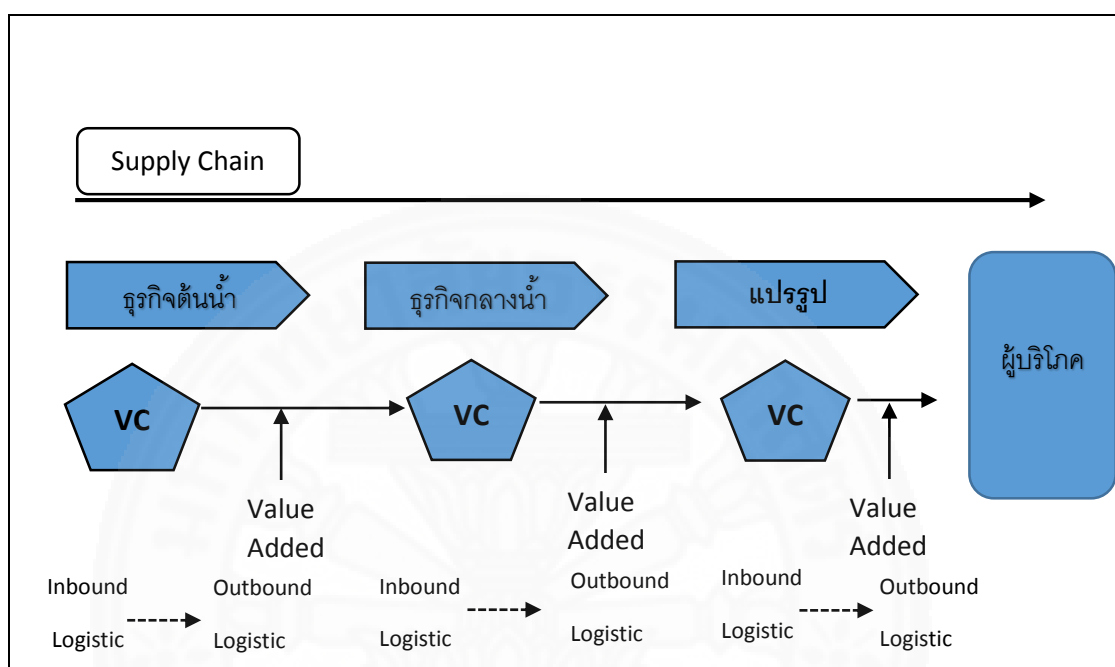 Supply Chain
ธุรกิจต้นน้ำ
ธุรกิจกลางน้ำ
แปรรูป
ผู้บริโภค
VC
VC
VC
Value
Added
Value
Added
Value
Added
Inbound
Logistic
Outbound
Logistic
Inbound
Logistic
Outbound
Logistic
Inbound
Logistic
Outbound
Logistic